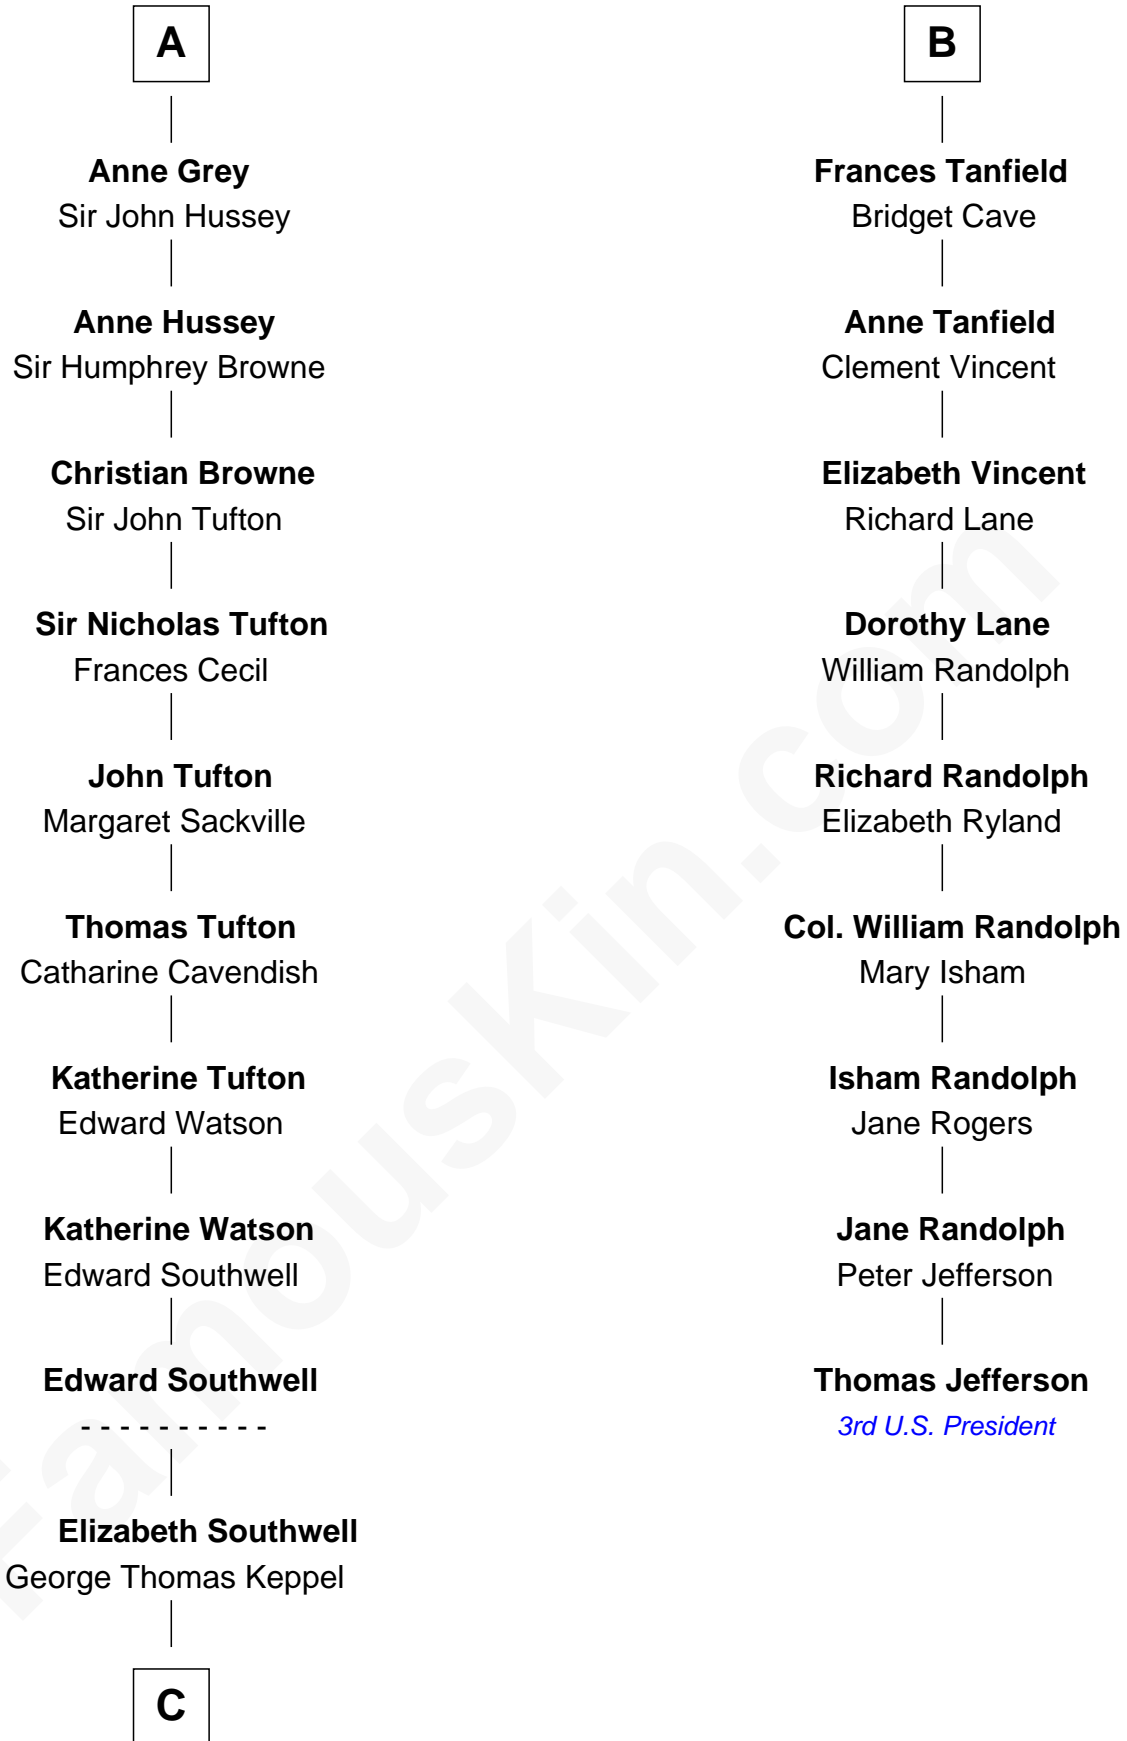 A
Anne Grey
Sir John Hussey
Anne Hussey
Sir Humphrey Browne
Christian Browne
Sir John Tufton
Sir Nicholas Tufton
Frances Cecil
John Tufton
Margaret Sackville
Thomas Tufton
Catharine Cavendish
Katherine Tufton
Edward Watson
Katherine Watson
Edward Southwell
Edward Southwell
- - - - - - - - - -
Elizabeth Southwell
George Thomas Keppel
C
B
Frances Tanfield
Bridget Cave
Anne Tanfield
Clement Vincent
Elizabeth Vincent
Richard Lane
Dorothy Lane
William Randolph
Richard Randolph
Elizabeth Ryland
Col. William Randolph
Mary Isham
Isham Randolph
Jane Rogers
Jane Randolph
Peter Jefferson
Thomas Jefferson
3rd U.S. President
FamousKin.com